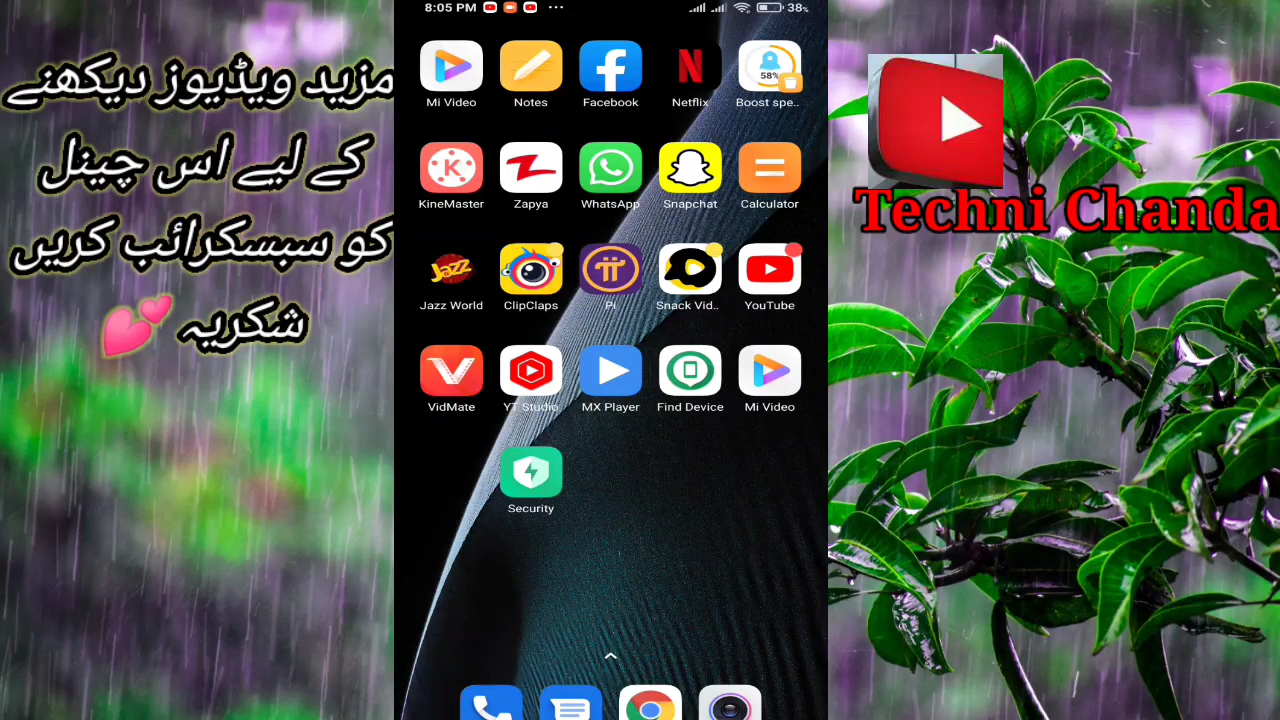 مزید ویڈیوز دیکھنے
کے لیے اس چینل
کو سبسکرائب کریں
شکریہ 💕
8:05 PM
38%
Mi Video
Notes
Facebook
Netflix
58%
Boost spe..
K
KineMaster
Zapya
WhatsApp
Snapchat
Calculator
Jazz
Jazz World
ClipClaps
Pi
Snack Vid..
YouTube
VidMate
YT Studio
MX Player
Find Device
Mi Video
Security
Techni Chanda